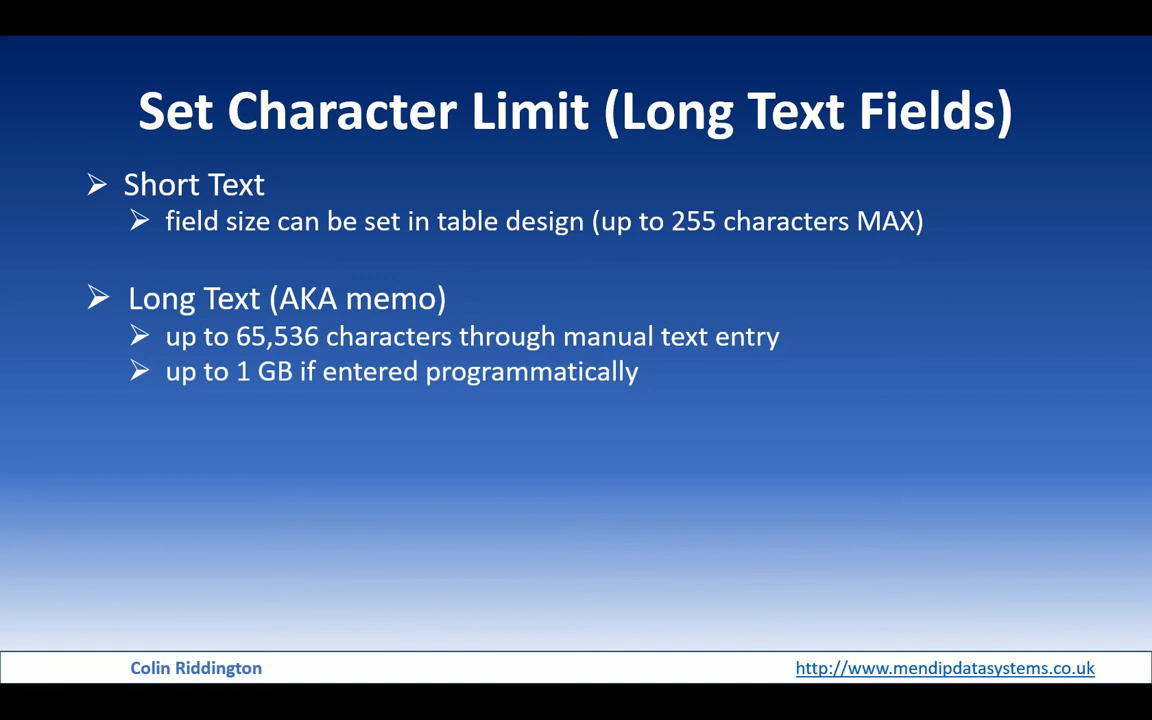 Set Character Limit (Long Text Fields)
Short Text
field size can be set in table design (up to 255 characters MAX)
Long Text (AKA memo)
up to 65,536 characters through manual text entry
up to 1 GB if entered programmatically
Colin Riddington
http://www.mendipdatasystems.co.uk